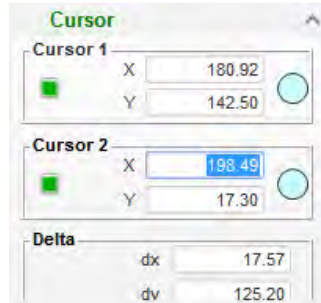 Cursor
Cursor 1
X 180.92
Y 142.50
Cursor 2
X 198.49
Y 17.30
Delta
dx 17.57
dy 125.20